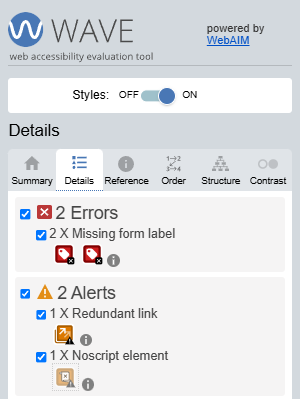 WAVE
web accessibility evaluation tool
powered by
WebAIM
Styles: OFF ON
Details
Summary Details Reference Order Structure Contrast
2 Errors
2 X Missing form label
2 Alerts
1 X Redundant link
1 X Noscript element